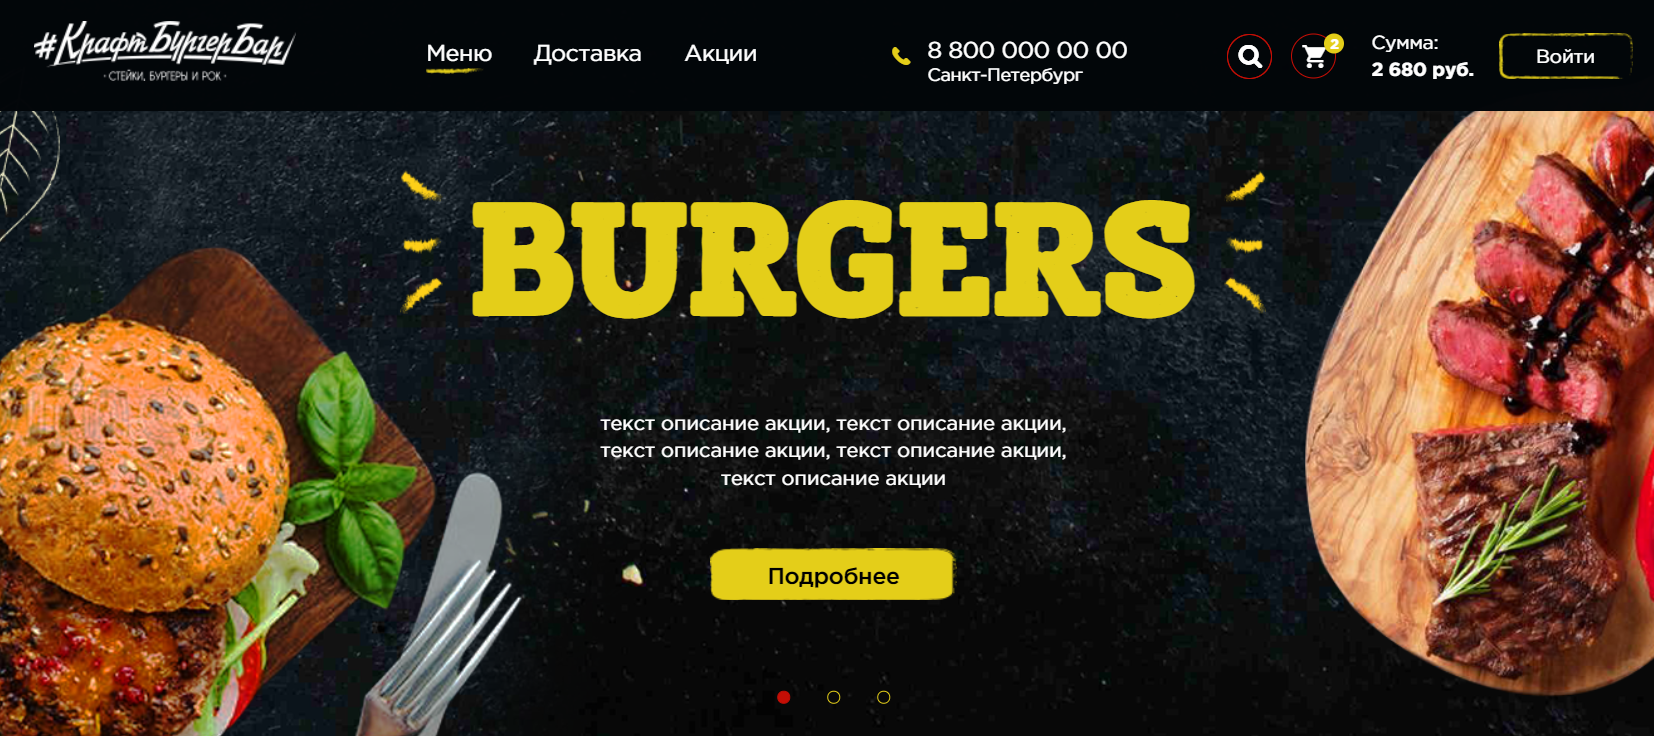 #КрафтБургерБар
· СТЕЙКИ, БУРГЕРЫ И РОК ·
Меню
Доставка
Акции
8 800 000 00 00
Санкт-Петербург
2
Сумма:
2 680 руб.
Войти
BURGERS
текст описание акции, текст описание акции,
текст описание акции, текст описание акции,
текст описание акции
Подробнее